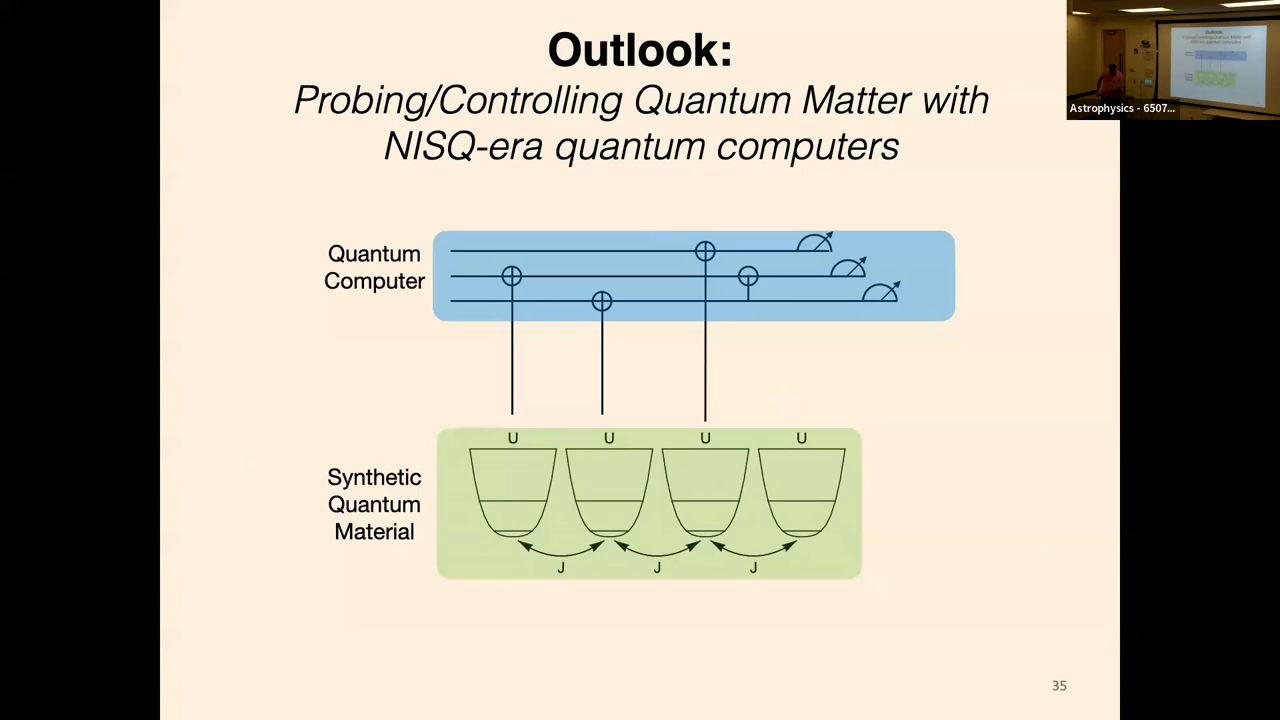 Outlook:
Probing/Controlling Quantum Matter with
NISQ-era quantum computers
Astrophysics - 6507...
Quantum
Computer
U U U U
Synthetic
Quantum
Material
J J J
35